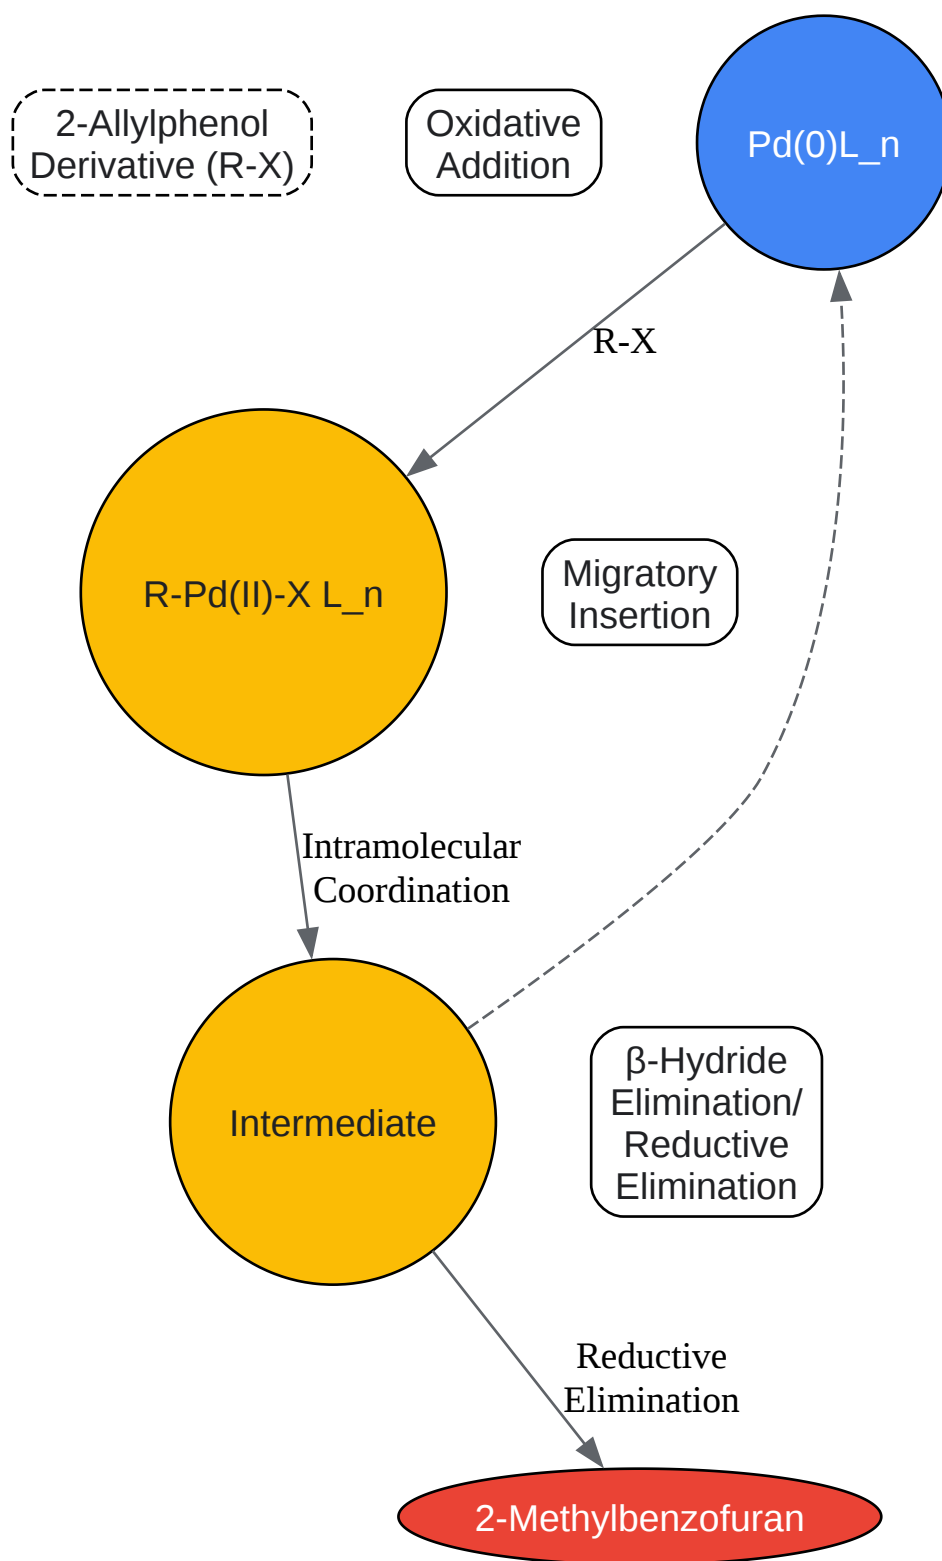 2-Allylphenol
Derivative (R-X)
Oxidative
Addition
Pd(0)L_n
R-X
R-Pd(II)-X L_n
Migratory
Insertion
Intramolecular
Coordination
Intermediate
β-Hydride
Elimination/
Reductive
Elimination
Reductive
Elimination
2-Methylbenzofuran